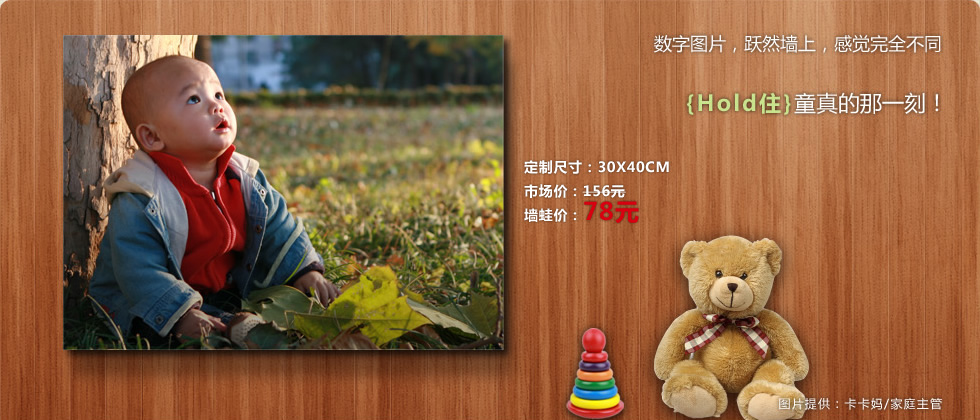 数字图片，跃然墙上，感觉完全不同
{Hold住}童真的那一刻！
定制尺寸：30X40CM
市场价：156元
墙蛙价：78元
图片提供：卡卡妈/家庭主管